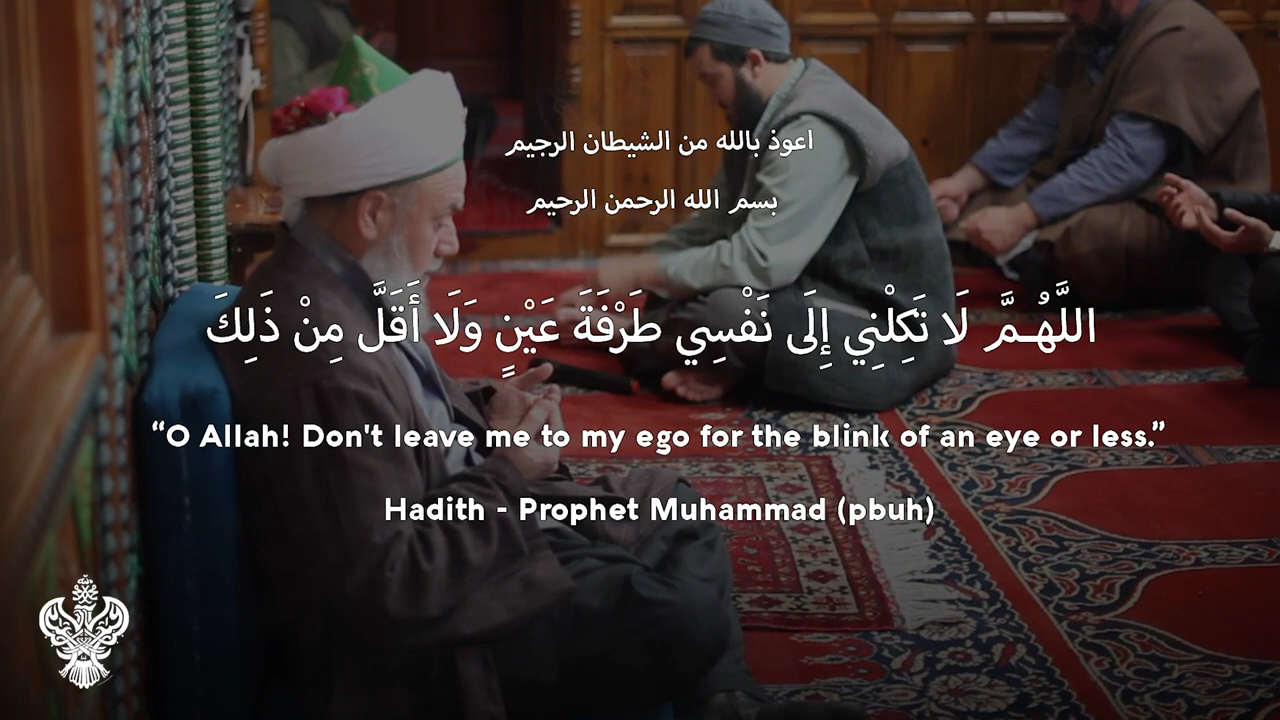 اعوذ بالله من الشيطان الرجيم
بسم الله الرحمن الرحيم
اللَّهُمَّ لَا تَكِلْنِي إِلَى نَفْسِي طَرْفَةَ عَيْنٍ وَلَا أَقَلَّ مِنْ ذَلِكَ
“O Allah! Don't leave me to my ego for the blink of an eye or less.”
Hadith - Prophet Muhammad (pbuh)